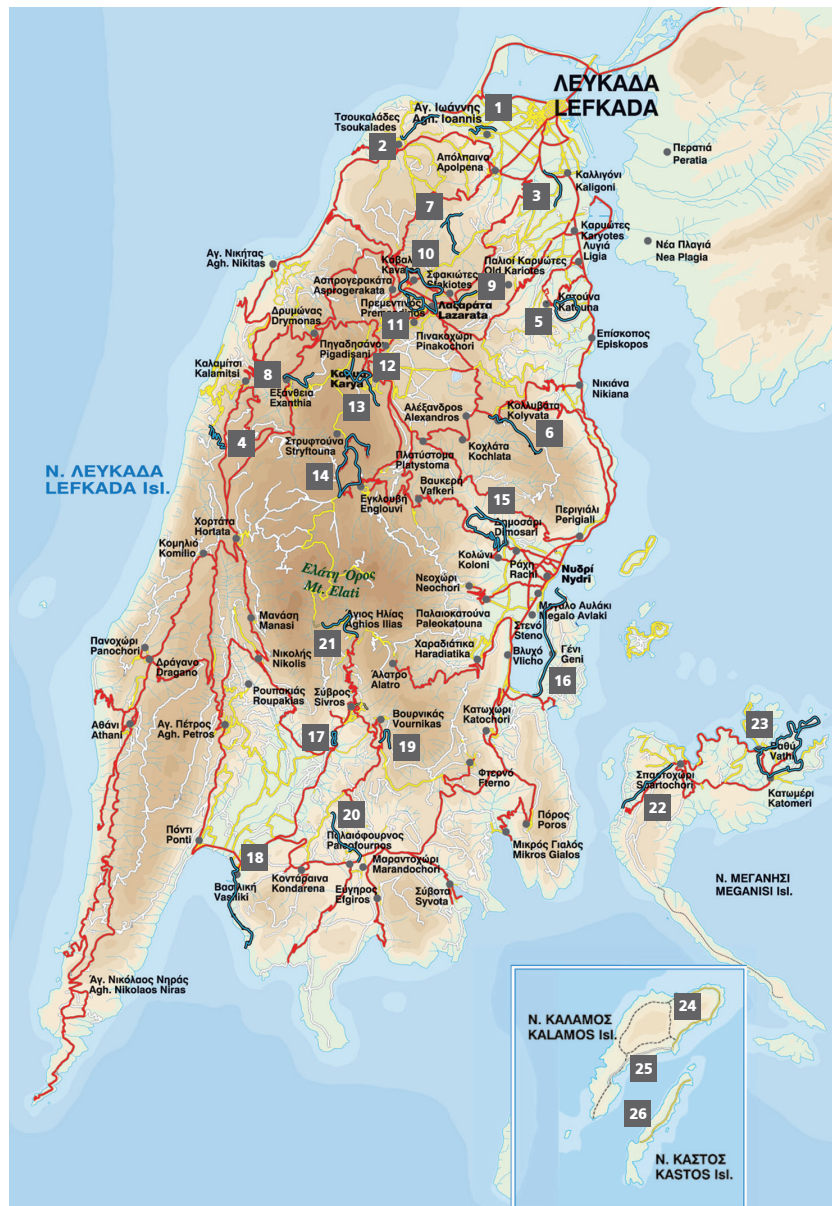 ΛΕΥΚΑΔΑ
LEFKADA
1
Αγ. Ιωάννης
Agh. Ioannis
Τσουκαλάδες
Tsoukalades
2
Απόλπαινα
Apolpena
Περατιά
Peratia
Καλλιγόνι
Kaligoni
3
7
Καρυώτες
Karyotes
Λυγιά
Ligia
Νέα Πλαγιά
Nea Plagia
Αγ. Νικήτας
Agh. Nikitas
10
Παλιοί Καρυώτες
Old Kariotes
9
Σφακιώτες
Ασπρογερακάτα
Asprogerakata
Λαζαράτα
Lazarata
Κατούνα
Katouna
5
Δρυμώνας
Drymonas
11
Πινακοχώρι
Pinakochori
Επίσκοπος
Episkopos
Πηγαδησάνοι
Pigadisani
12
Καλαμίτσι
Kalamitsi
8
Εξάνθεια
Exanthia
Karya
13
Νικιάνα
Nikiana
Αλέξανδρος
Alexandros
Κολλυβάτα
Kolyvata
6
4
Στρυφτούνα
Stryftouna
Κοχλάτα
Kochlata
Πλατύστομα
Platystoma
Ν. ΛΕΥΚΑΔΑ
LEFKADA Isl.
14
Εγκλουβή
Englouvi
Βαυκερή
Vafkeri
15
Χορτάτα
Hortata
Περιγιάλι
Perigiali
Δημοσάρι
Dimosari
Κομηλιό
Komilio
Κολώνι
Koloni
Ράχη
Rachi
Νυδρί
Nydri
Ελάτη Όρος
Mt. Elati
Νεοχώρι
Neochori
Μεγάλο Αυλάκι
Megalo Avlaki
Μανάση
Manasi
Άγιος Ηλίας
Aghios Ilias
21
Παλαιοκατούνα
Paleokatouna
Στενό
Steno
Πανοχώρι
Panochori
Δράγανο
Dragano
Νικολής
Nikolis
Χαραδιάτικα
Haradiatika
Βλυχό
Vlicho
Γένι
Geni
16
Άλατρο
Alatro
Ρουπακιάς
Roupakias
Σύβρος
Sivros
Αθάνι
Athani
Αγ. Πέτρος
Agh. Petros
17
Βουρνικάς
Vournikas
19
Κατωχώρι
Katochori
23
Βαθύ
Vathi
Σπαρτοχώρι
Spartochori
Κατωμέρι
Katomeri
22
Φτερνό
Fterno
20
Παλαιόφουρνος
Paleofournos
Πόρος
Poros
Μικρός Γιαλός
Mikros Gialos
Πόντι
Ponti
18
Βασιλική
Vasiliki
Κοντάραινα
Kondarena
Μαραντοχώρι
Marandochori
Εύγηρος
Efgiros
Σύβοτα
Syvota
Ν. ΜΕΓΑΝΗΣΙ
MEGANISI Isl.
Άγ. Νικόλαος Νηράς
Agh. Nikolaos Niras
24
Ν. ΚΑΛΑΜΟΣ
KALAMOS Isl.
25
26
Ν. ΚΑΣΤΟΣ
KASTOS Isl.